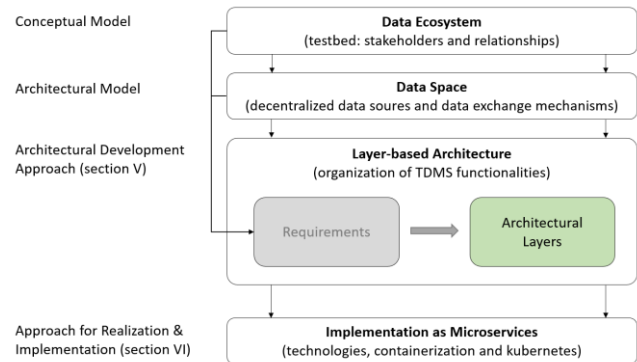 Conceptual Model
Data Ecosystem
(testbed: stakeholders and relationships)
Architectural Model
Data Space
(decentralized data soures and data exchange mechanisms)
Architectural Development
Approach (section V)
Layer-based Architecture
(organization of TDMS functionalities)
Requirements
Architectural
Layers
Approach for Realization &
Implementation (section VI)
Implementation as Microservices
(technologies, containerization and kubernetes)